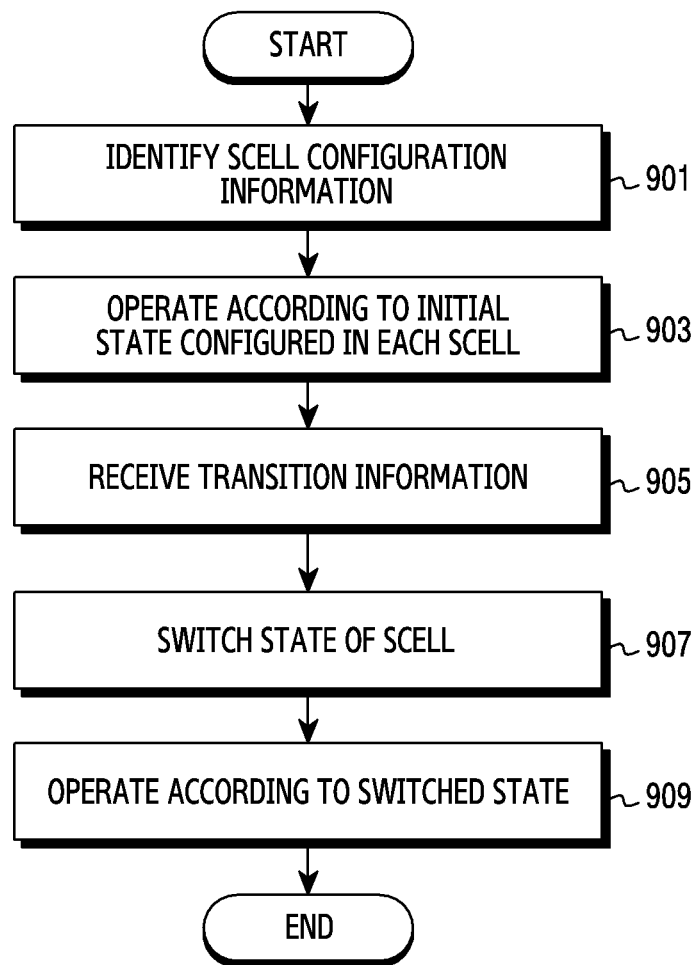 START
IDENTIFY SCELL CONFIGURATION
INFORMATION
901
OPERATE ACCORDING TO INITIAL
STATE CONFIGURED IN EACH SCELL
903
RECEIVE TRANSITION INFORMATION
905
SWITCH STATE OF SCELL
907
OPERATE ACCORDING TO SWITCHED STATE
909
END